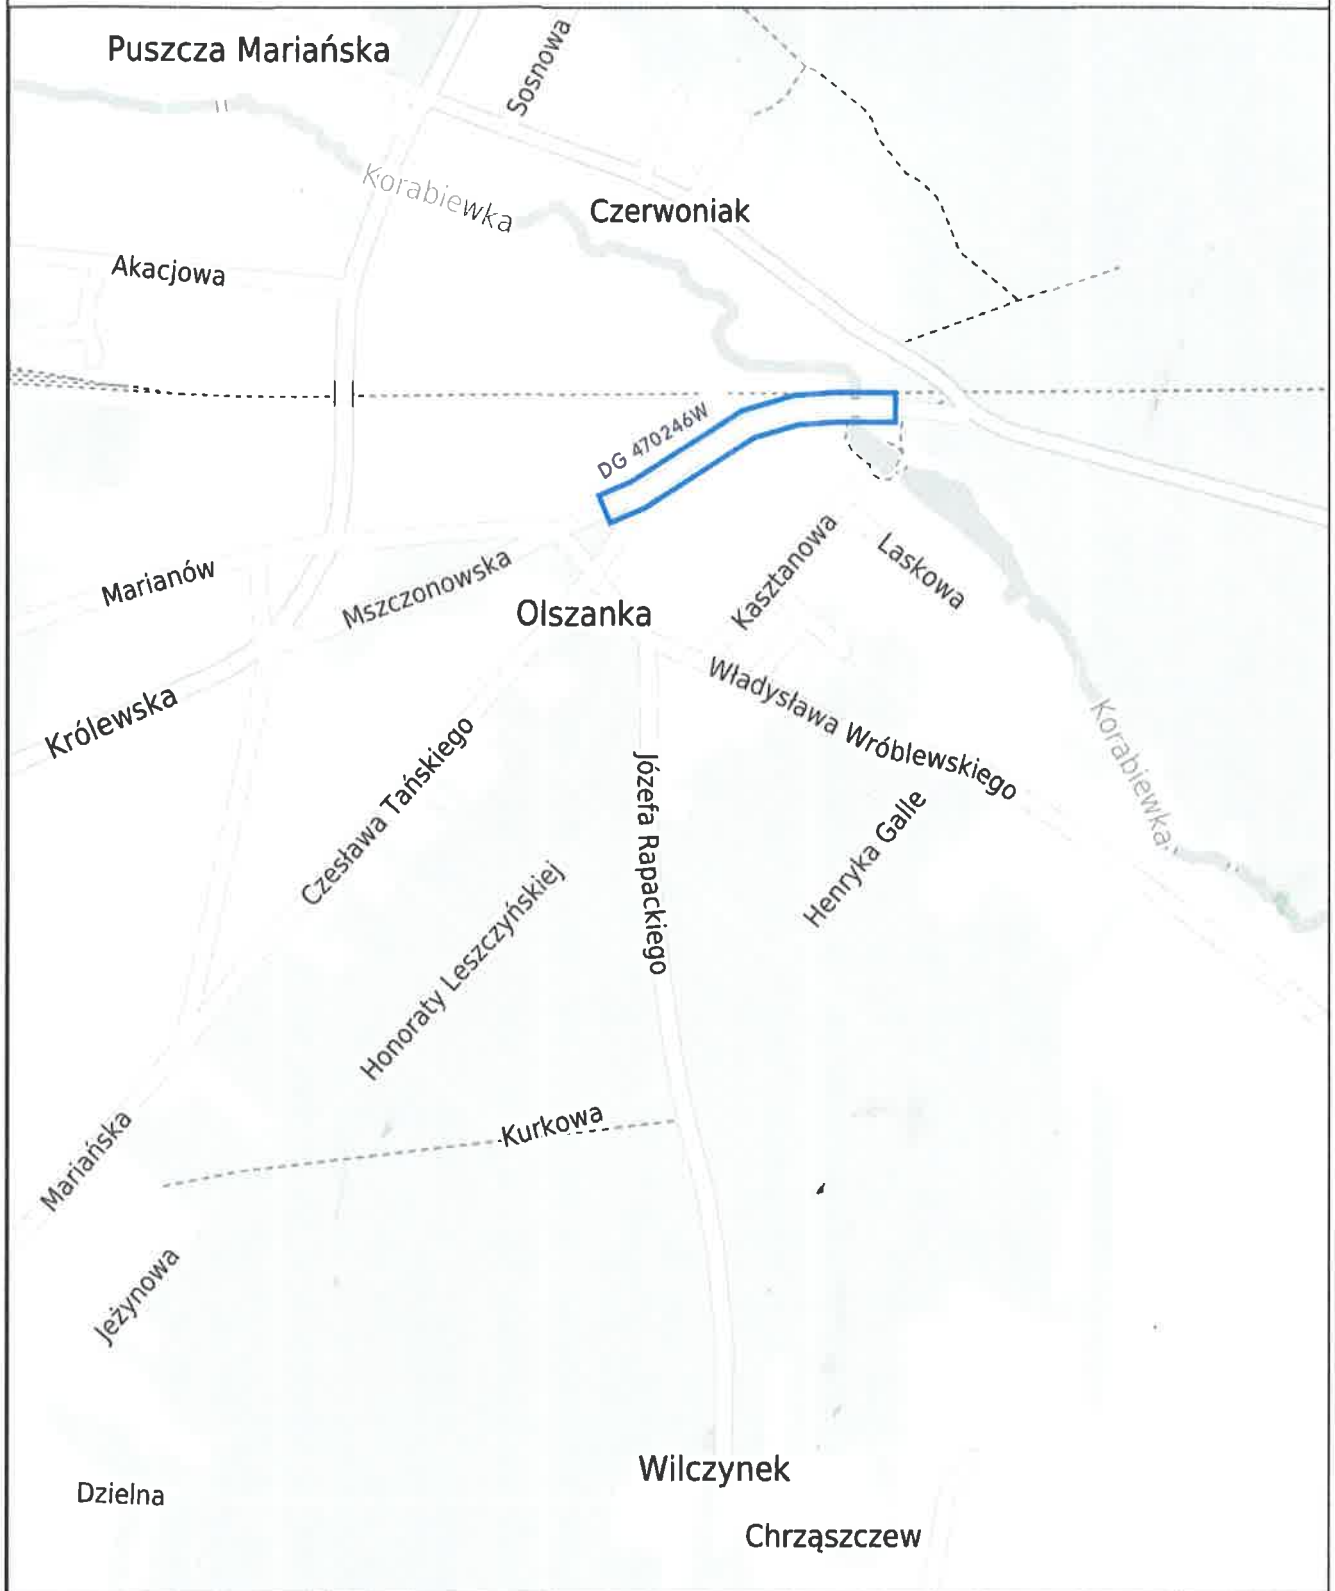 Puszcza Mariańska
Sosnowa
Korabiewka
Czerwoniak
Akacjowa
DG 470246W
Marianów
Mszczonowska
Olszanka
Kasztanowa
Laskowa
Królewska
Władysława Wróblewskiego
Korabiewka
Czesława Tańskiego
Józefa Rapackiego
Henryka Galle
Honoraty Leszczyńskiej
Kurkowa
Mariańska
Jeżynowa
Wilczynek
Dzielna
Chrząszczew